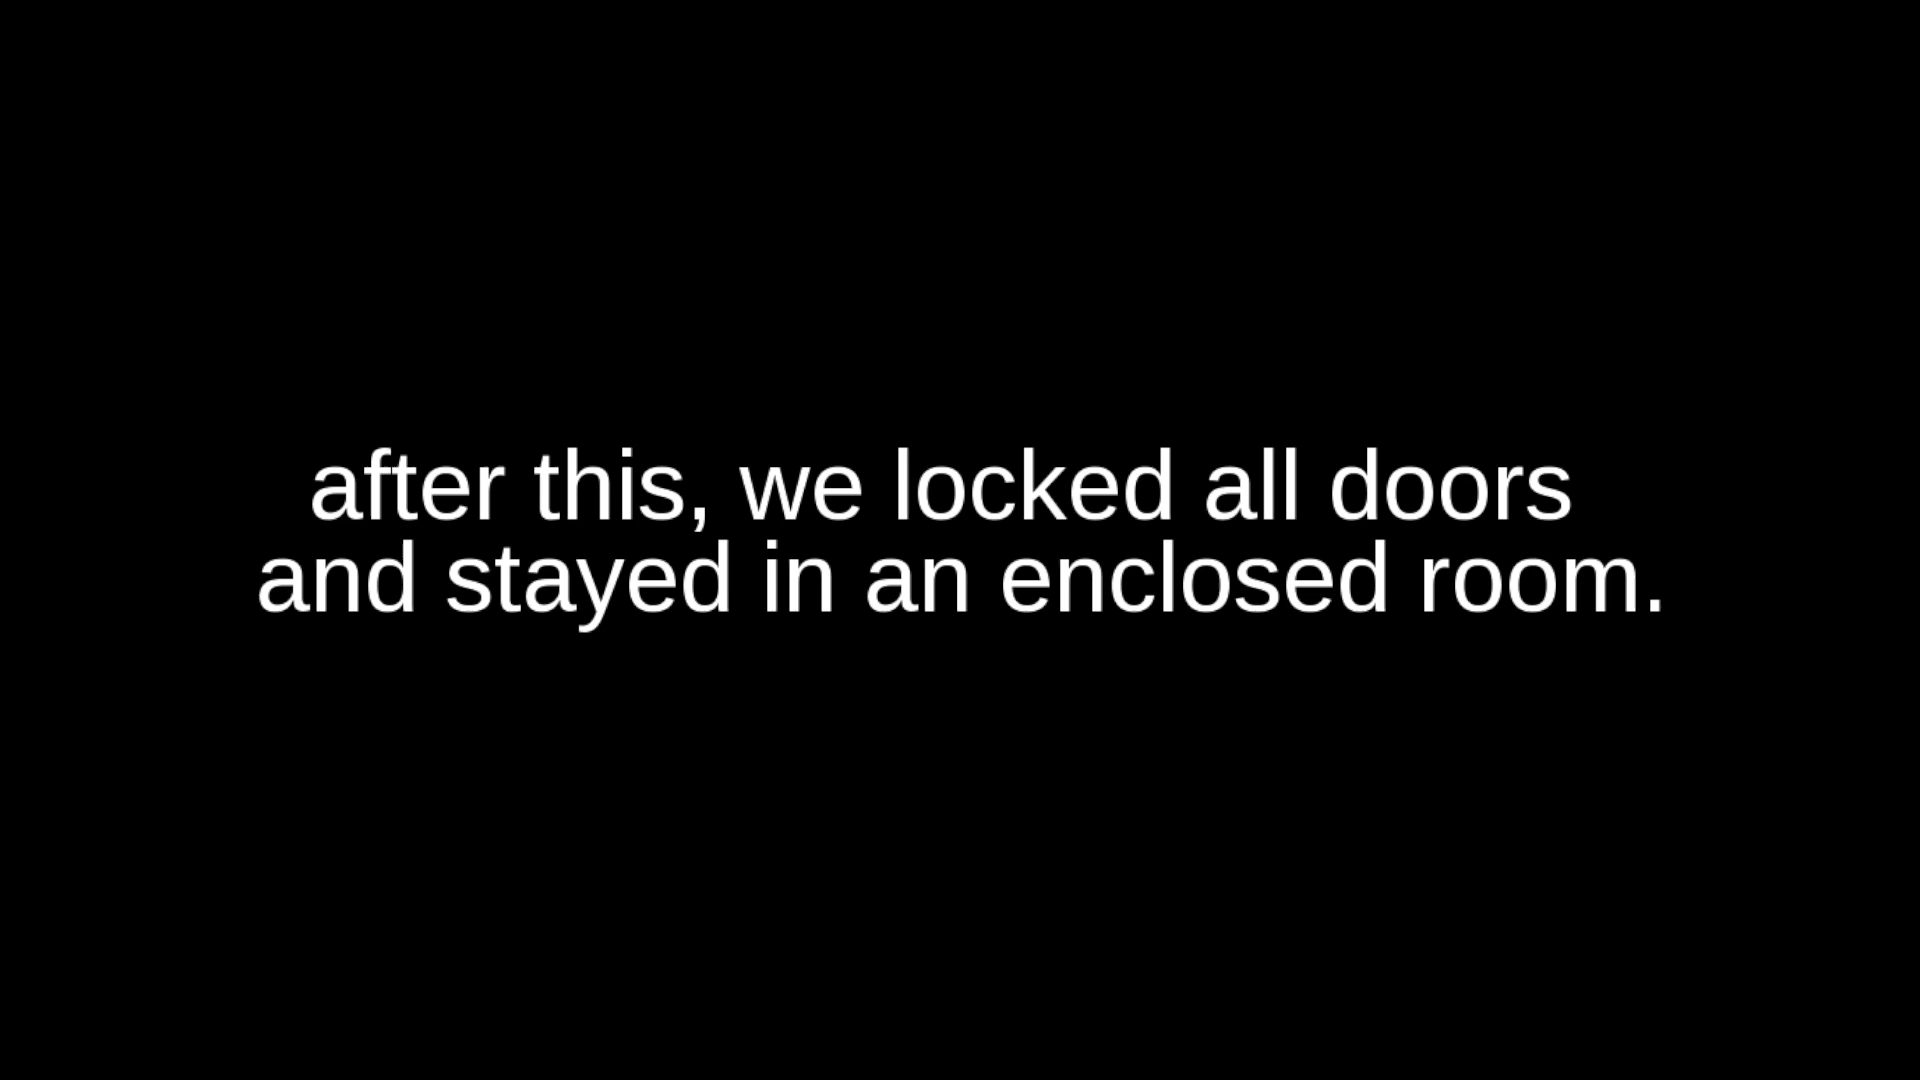 after this, we locked all doors
and stayed in an enclosed room.